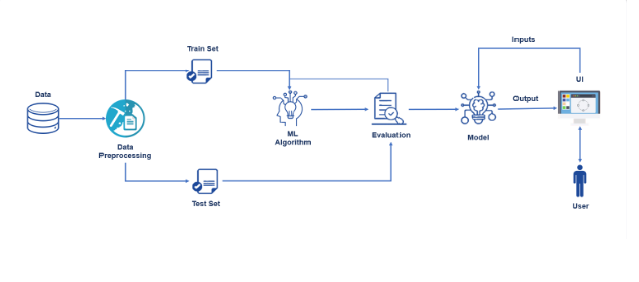 Train Set
Inputs
UI
Data
Output
Data
Preprocessing
ML
Algorithm
Evaluation
Model
Test Set
User